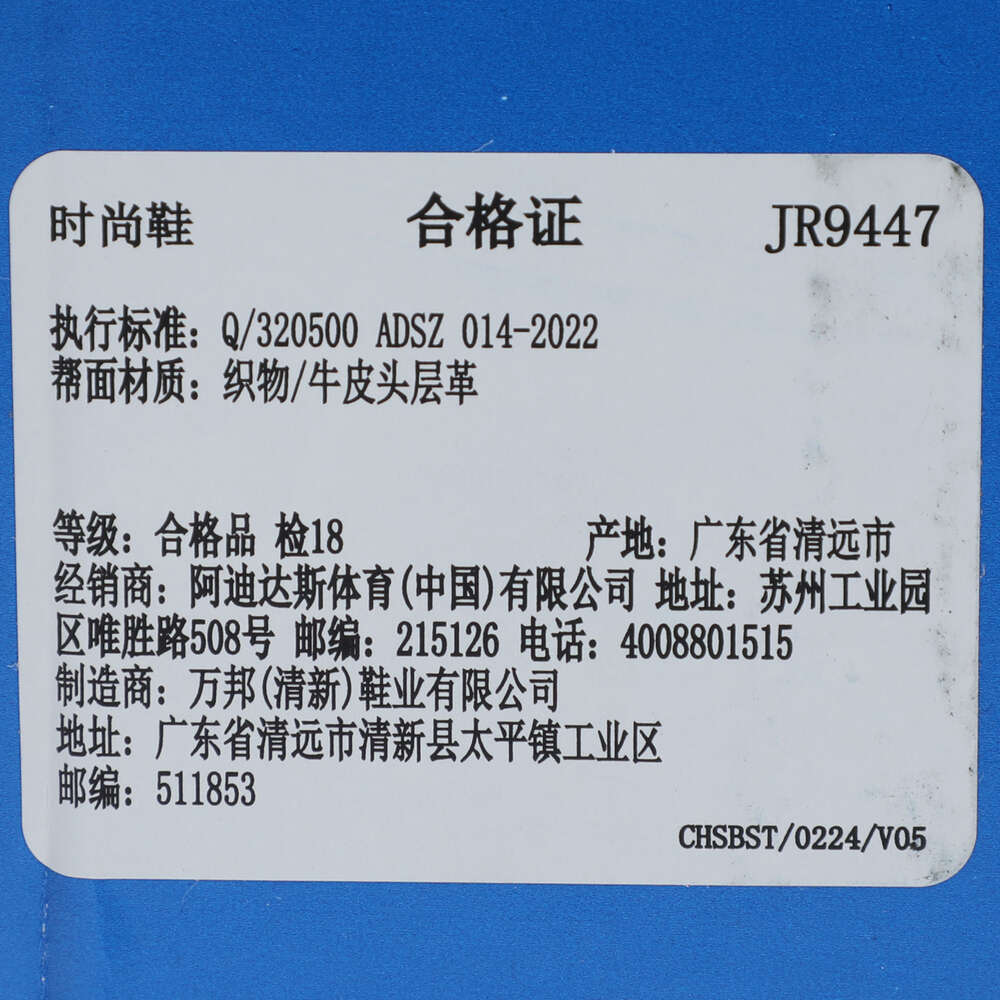 时尚鞋 合格证 JR9447
执行标准：Q/320500 ADSZ 014-2022
帮面材质：织物/牛皮头层革
等级：合格品 检18 产地：广东省清远市
经销商：阿迪达斯体育(中国)有限公司 地址：苏州工业园
区唯胜路508号 邮编：215126 电话：4008801515
制造商：万邦(清新)鞋业有限公司
地址：广东省清远市清新县太平镇工业区
邮编：511853
CHSBST/0224/V05